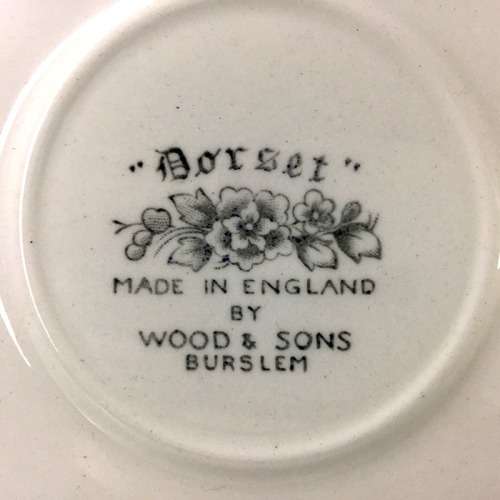 "Dorset"
MADE IN ENGLAND
BY
WOOD & SONS
BURSLEM